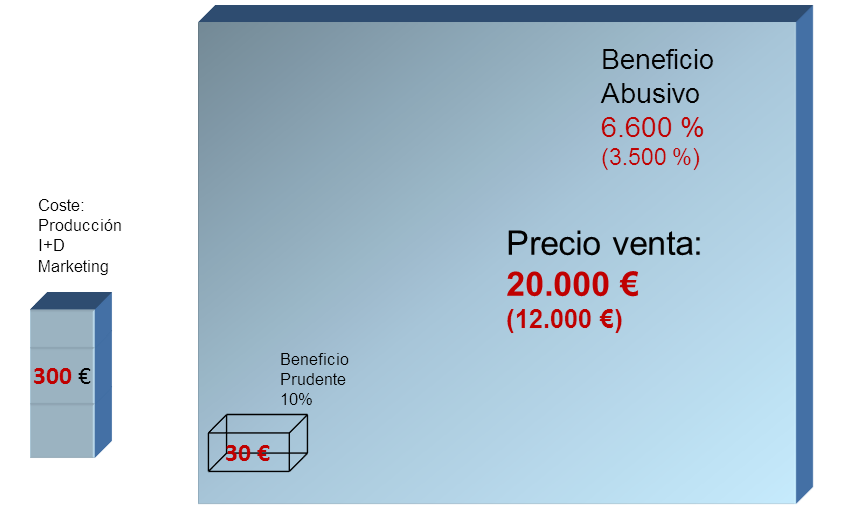 Coste:
Producción
I+D
Marketing
300 €
Beneficio
Abusivo
6.600 %
(3.500 %)
Precio venta:
20.000 €
(12.000 €)
Beneficio
Prudente
10%
30 €